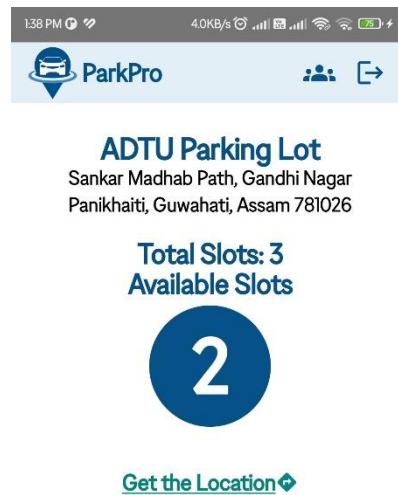 1:38 PM 4.0KB/s 75
ParkPro
ADTU Parking Lot
Sankar Madhab Path, Gandhi Nagar
Panikhaiti, Guwahati, Assam 781026
Total Slots: 3
Available Slots
2
Get the Location